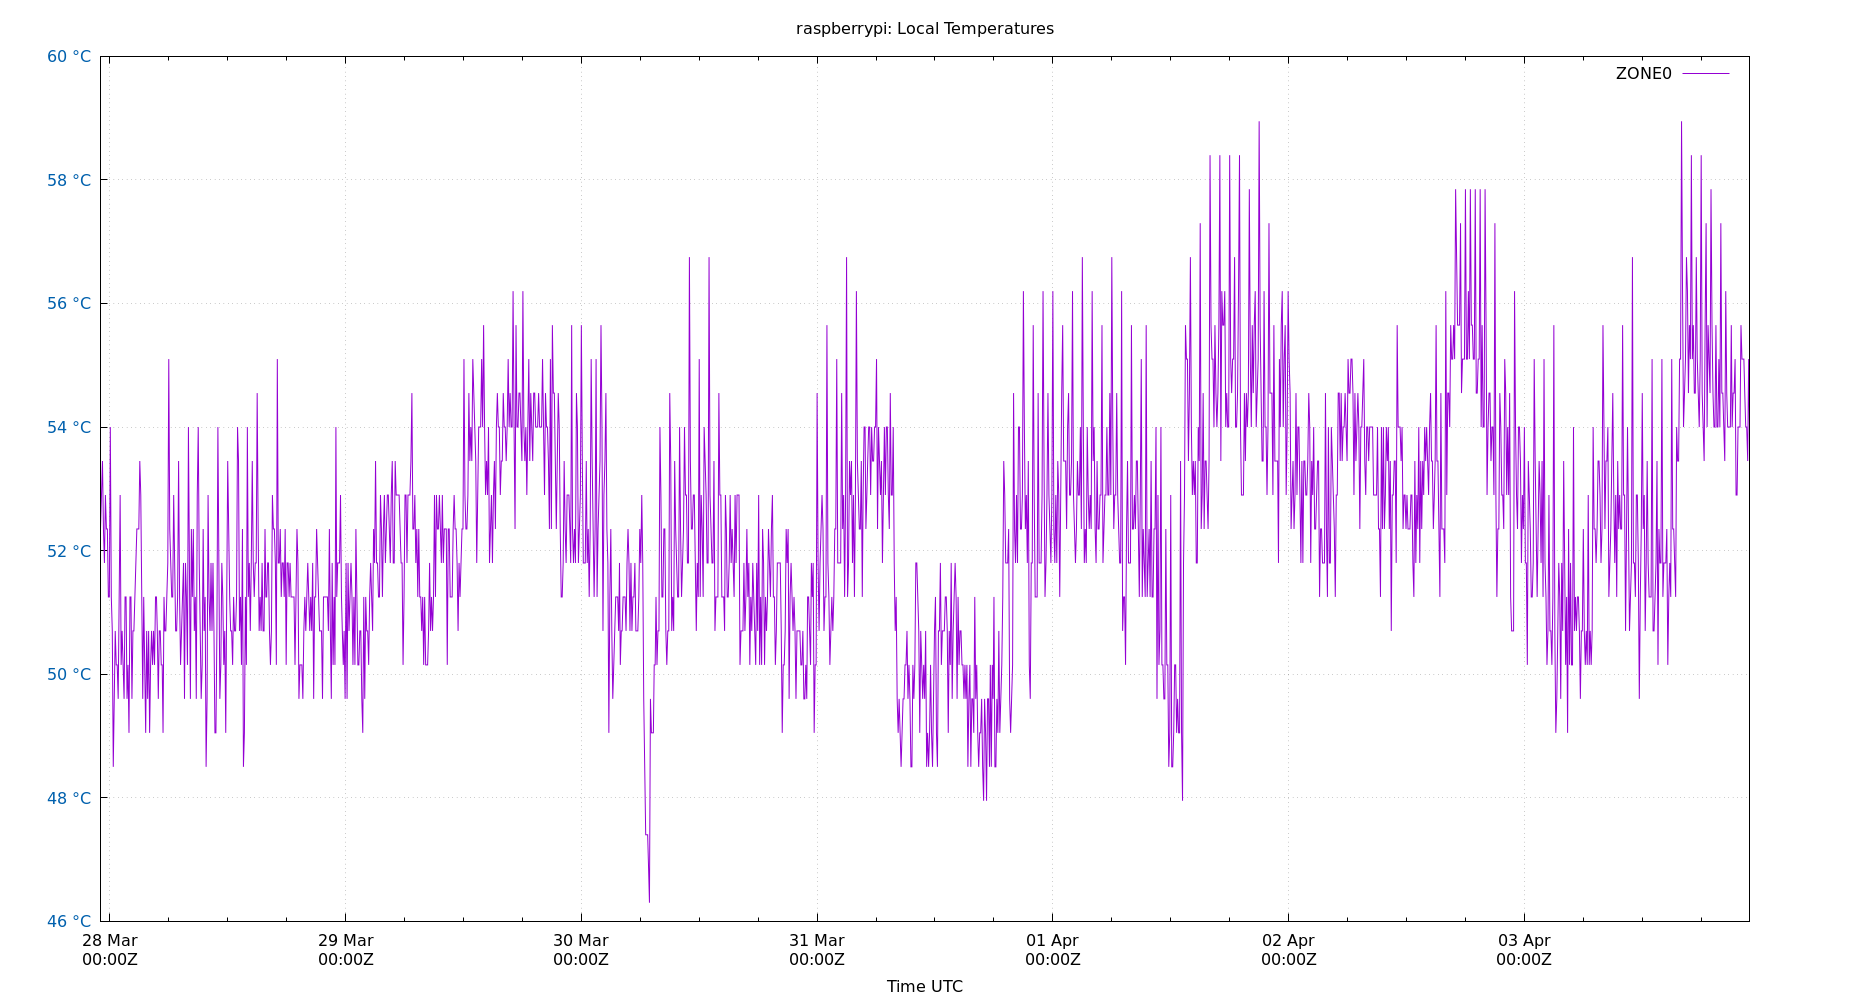 raspberrypi: Local Temperatures
60 °C
ZONE0
58 °C
56 °C
54 °C
52 °C
50 °C
48 °C
46 °C
28 Mar 29 Mar 30 Mar 31 Mar 01 Apr 02 Apr 03 Apr
00:00Z 00:00Z 00:00Z 00:00Z 00:00Z 00:00Z 00:00Z
Time UTC